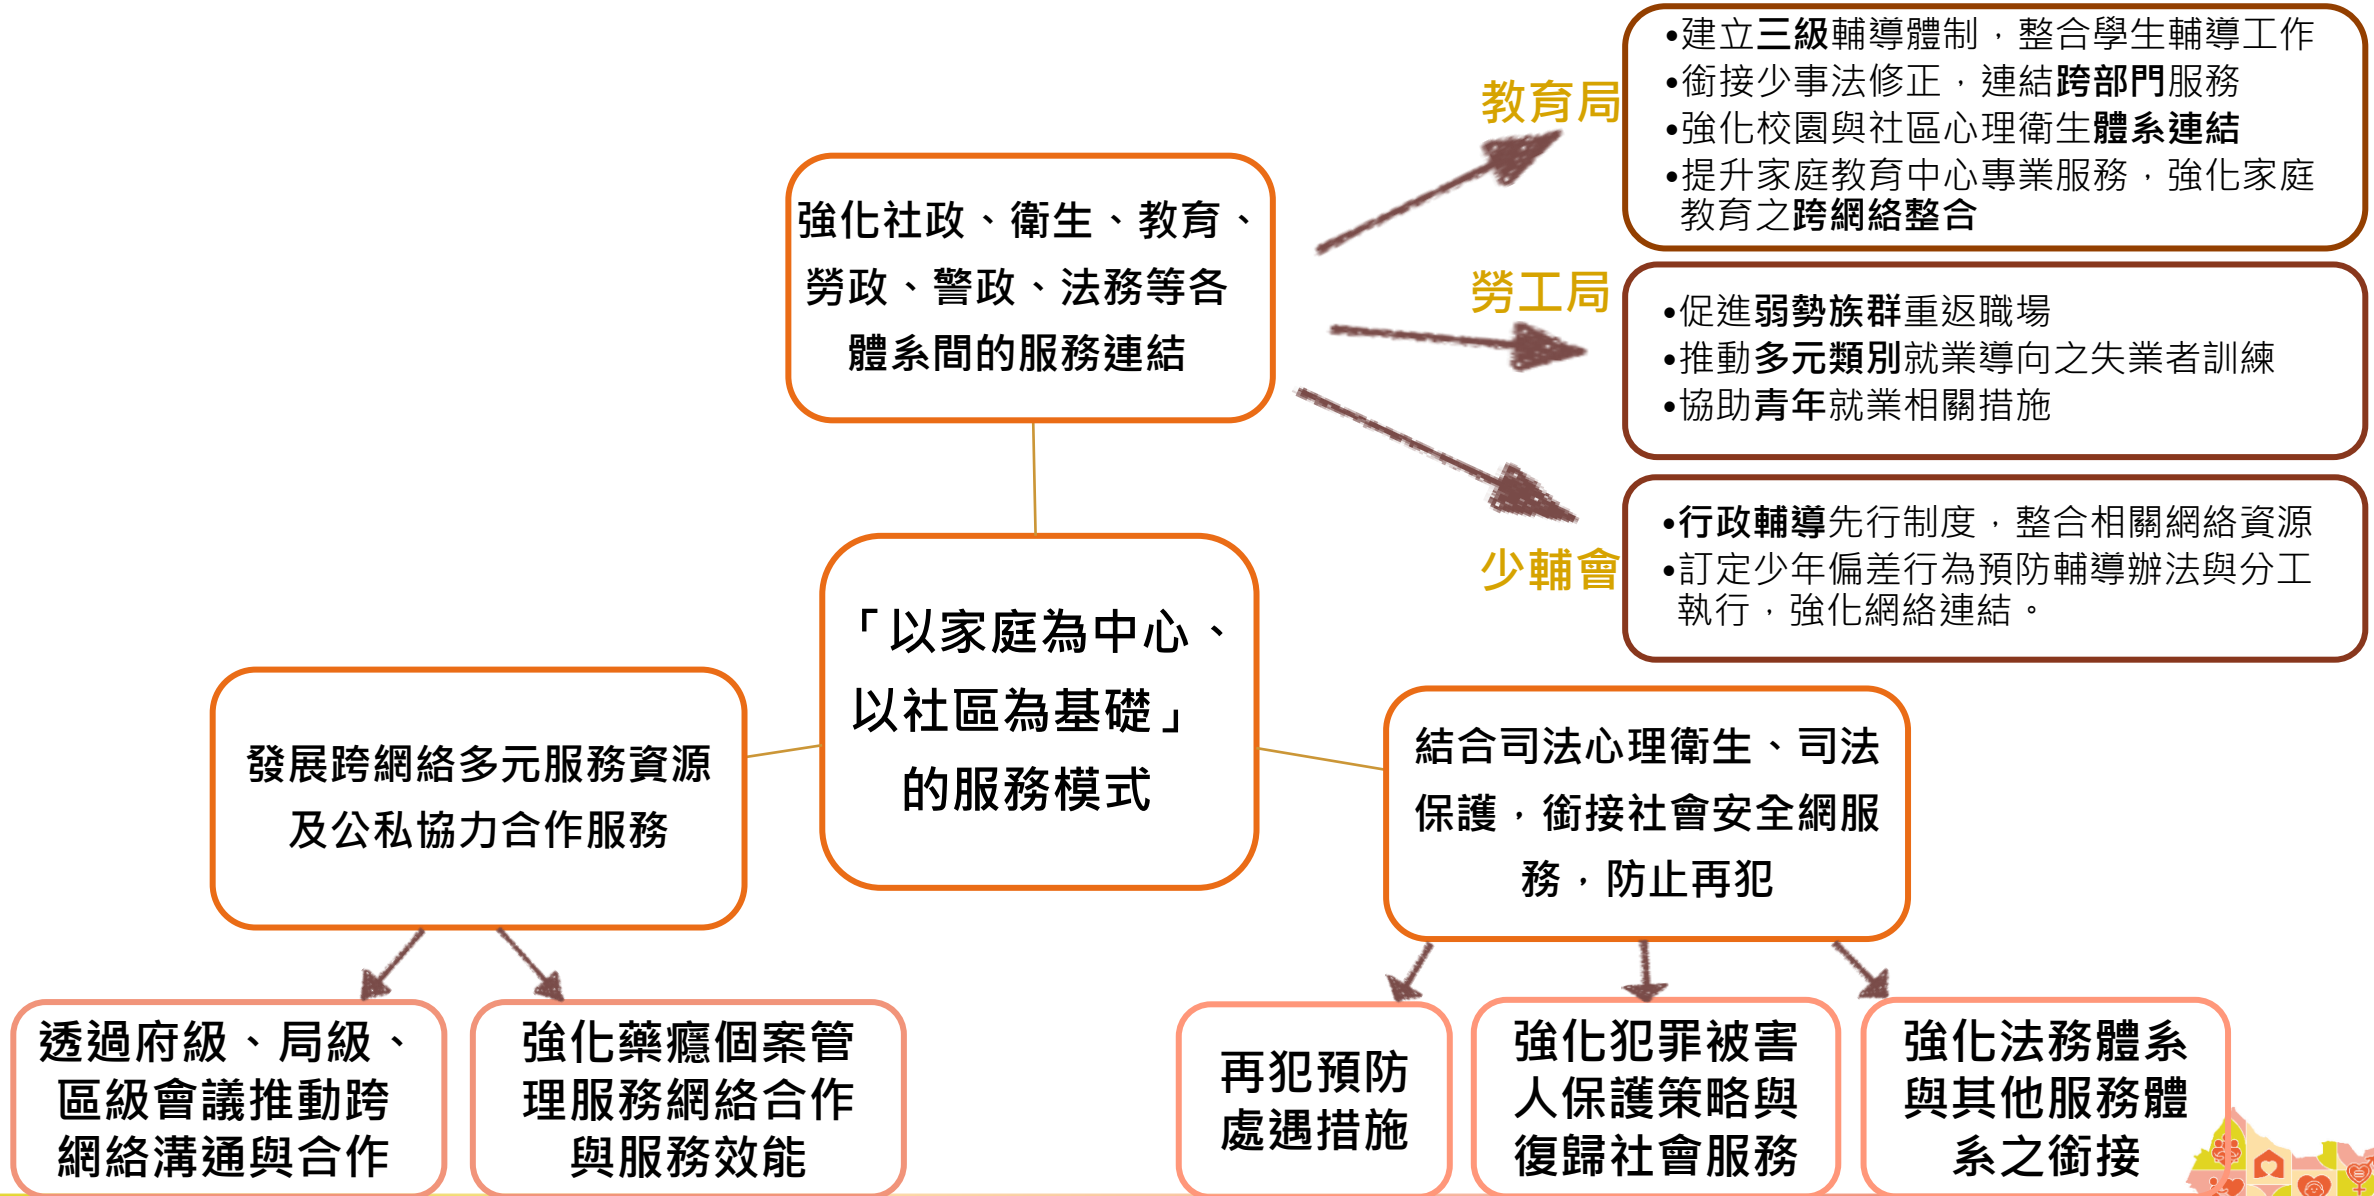 教育局
•建立三級輔導體制，整合學生輔導工作
•銜接少事法修正，連結跨部門服務
•強化校園與社區心理衛生體系連結
•提升家庭教育中心專業服務，強化家庭
教育之跨網絡整合
強化社政、衛生、教育、
勞政、警政、法務等各
體系間的服務連結
勞工局
•促進弱勢族群重返職場
•推動多元類別就業導向之失業者訓練
•協助青年就業相關措施
少輔會
•行政輔導先行制度，整合相關網絡資源
•訂定少年偏差行為預防輔導辦法與分工
執行，強化網絡連結。
「以家庭為中心、
以社區為基礎」
的服務模式
發展跨網絡多元服務資源
及公私協力合作服務
結合司法心理衛生、司法
保護，銜接社會安全網服
務，防止再犯
透過府級、局級、
區級會議推動跨
網絡溝通與合作
強化藥癮個案管
理服務網絡合作
與服務效能
再犯預防
處遇措施
強化犯罪被害
人保護策略與
復歸社會服務
強化法務體系
與其他服務體
系之銜接